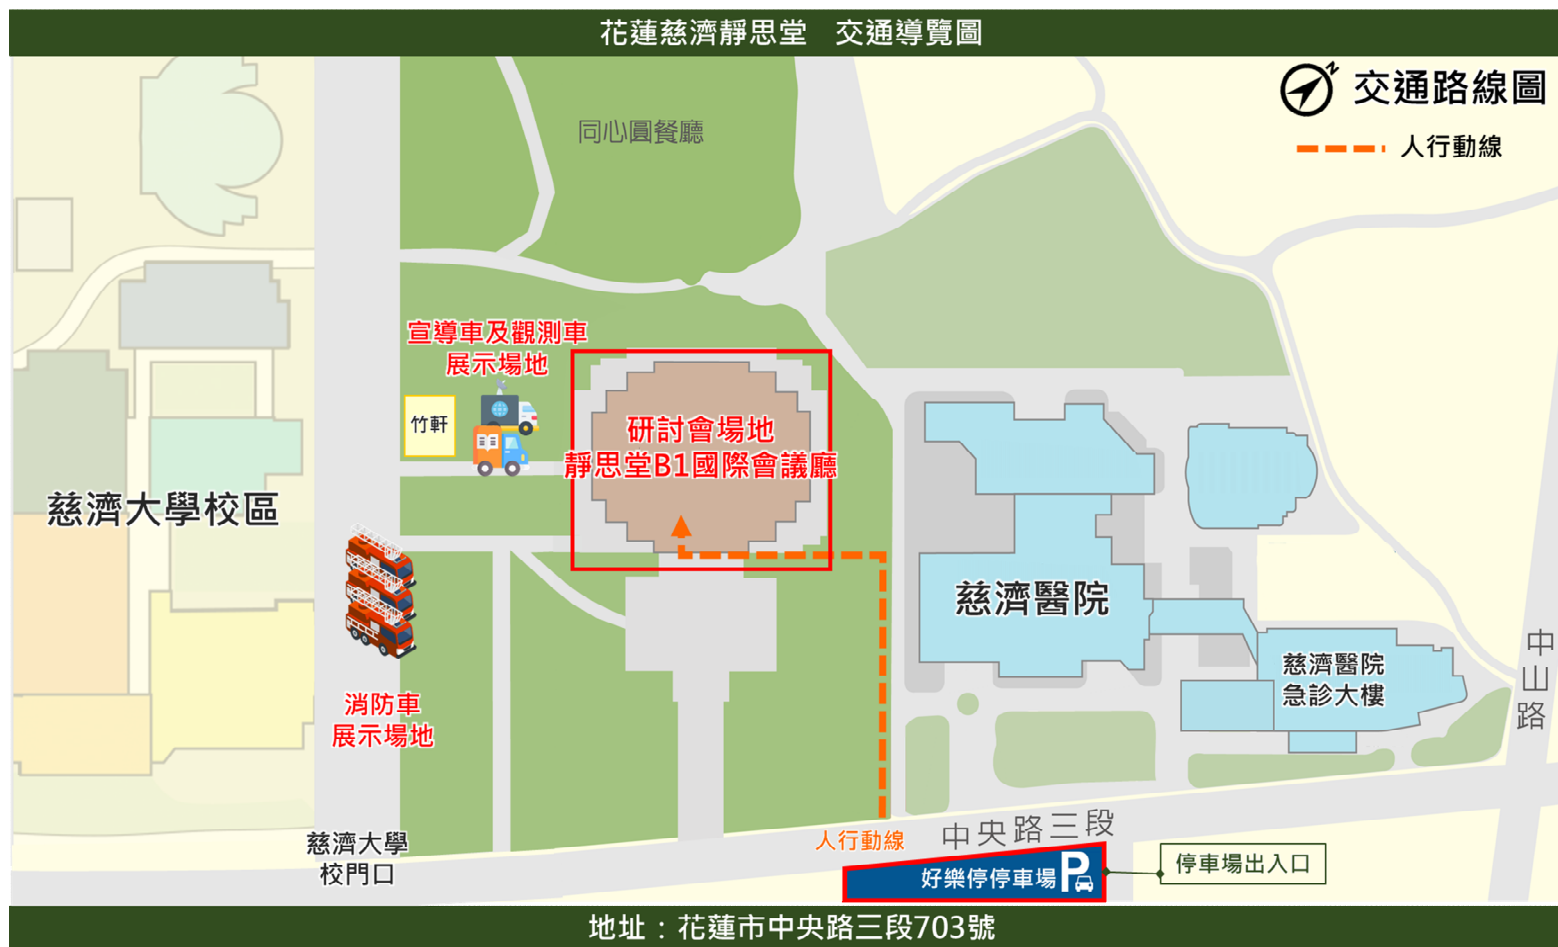 花蓮慈濟靜思堂　交通導覽圖
N
交通路線圖
人行動線
同心圓餐廳
宣導車及觀測車
展示場地
竹軒
研討會場地
靜思堂B1國際會議廳
慈濟大學校區
慈濟醫院
慈濟醫院
急診大樓
中山路
消防車
展示場地
慈濟大學
校門口
人行動線
中央路三段
好樂停停車場 P
停車場出入口
地址：花蓮市中央路三段703號